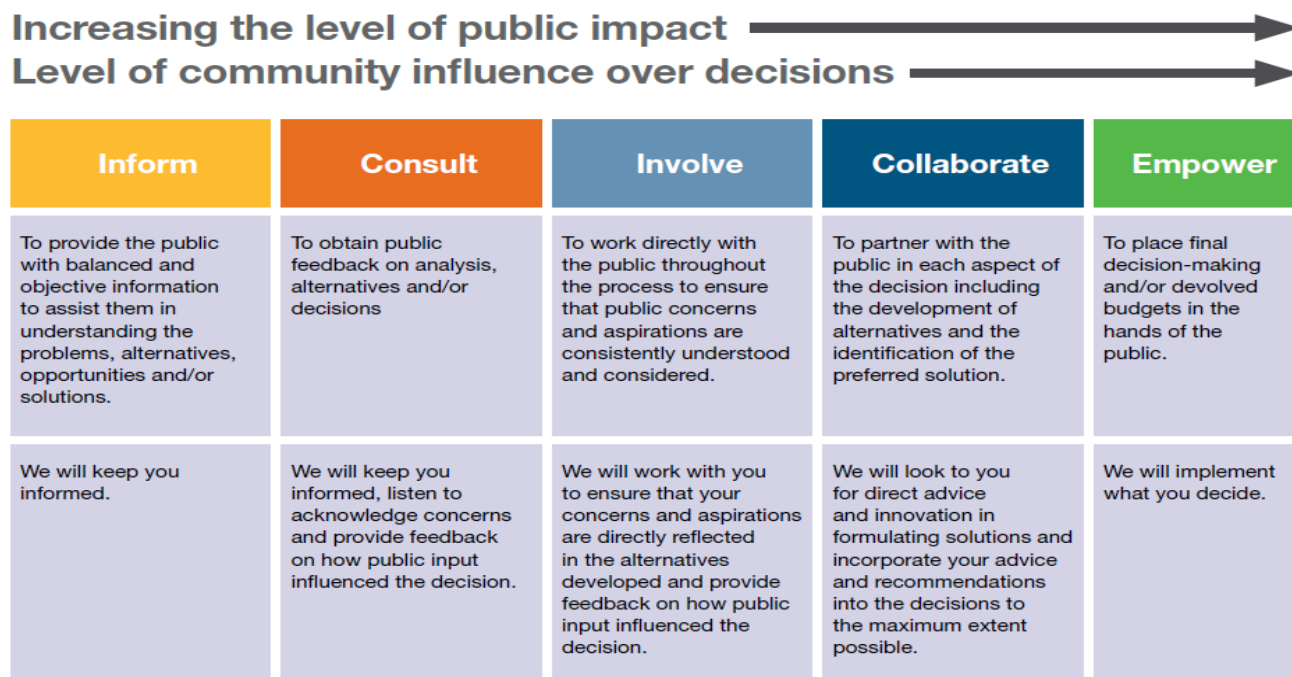 Increasing the level of public impact
Level of community influence over decisions
Inform
Consult
Involve
Collaborate
Empower
To provide the public
with balanced and
objective information
to assist them in
understanding the
problems, alternatives,
opportunities and/or
solutions.
To obtain public
feedback on analysis,
alternatives and/or
decisions
To work directly with
the public throughout
the process to ensure
that public concerns
and aspirations are
consistently understood
and considered.
To partner with the
public in each aspect of
the decision including
the development of
alternatives and the
identification of the
preferred solution.
To place final
decision-making
and/or devolved
budgets in the
hands of the
public.
We will keep you
informed.
We will keep you
informed, listen to
acknowledge concerns
and provide feedback
on how public input
influenced the decision.
We will work with you
to ensure that your
concerns and aspirations
are directly reflected
in the alternatives
developed and provide
feedback on how public
input influenced the
decision.
We will look to you
for direct advice
and innovation in
formulating solutions and
incorporate your advice
and recommendations
into the decisions to
the maximum extent
possible.
We will implement
what you decide.